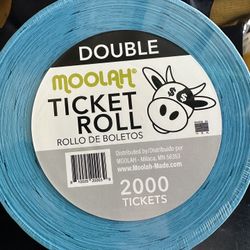 DOUBLE
MOOLAH
TICKET
ROLL
ROLLO DE BOLETOS
Distributed by/Distribuido por
MOOLAH - Milaca, MN 56353
www.Moolah-Made.com
2000
TICKETS